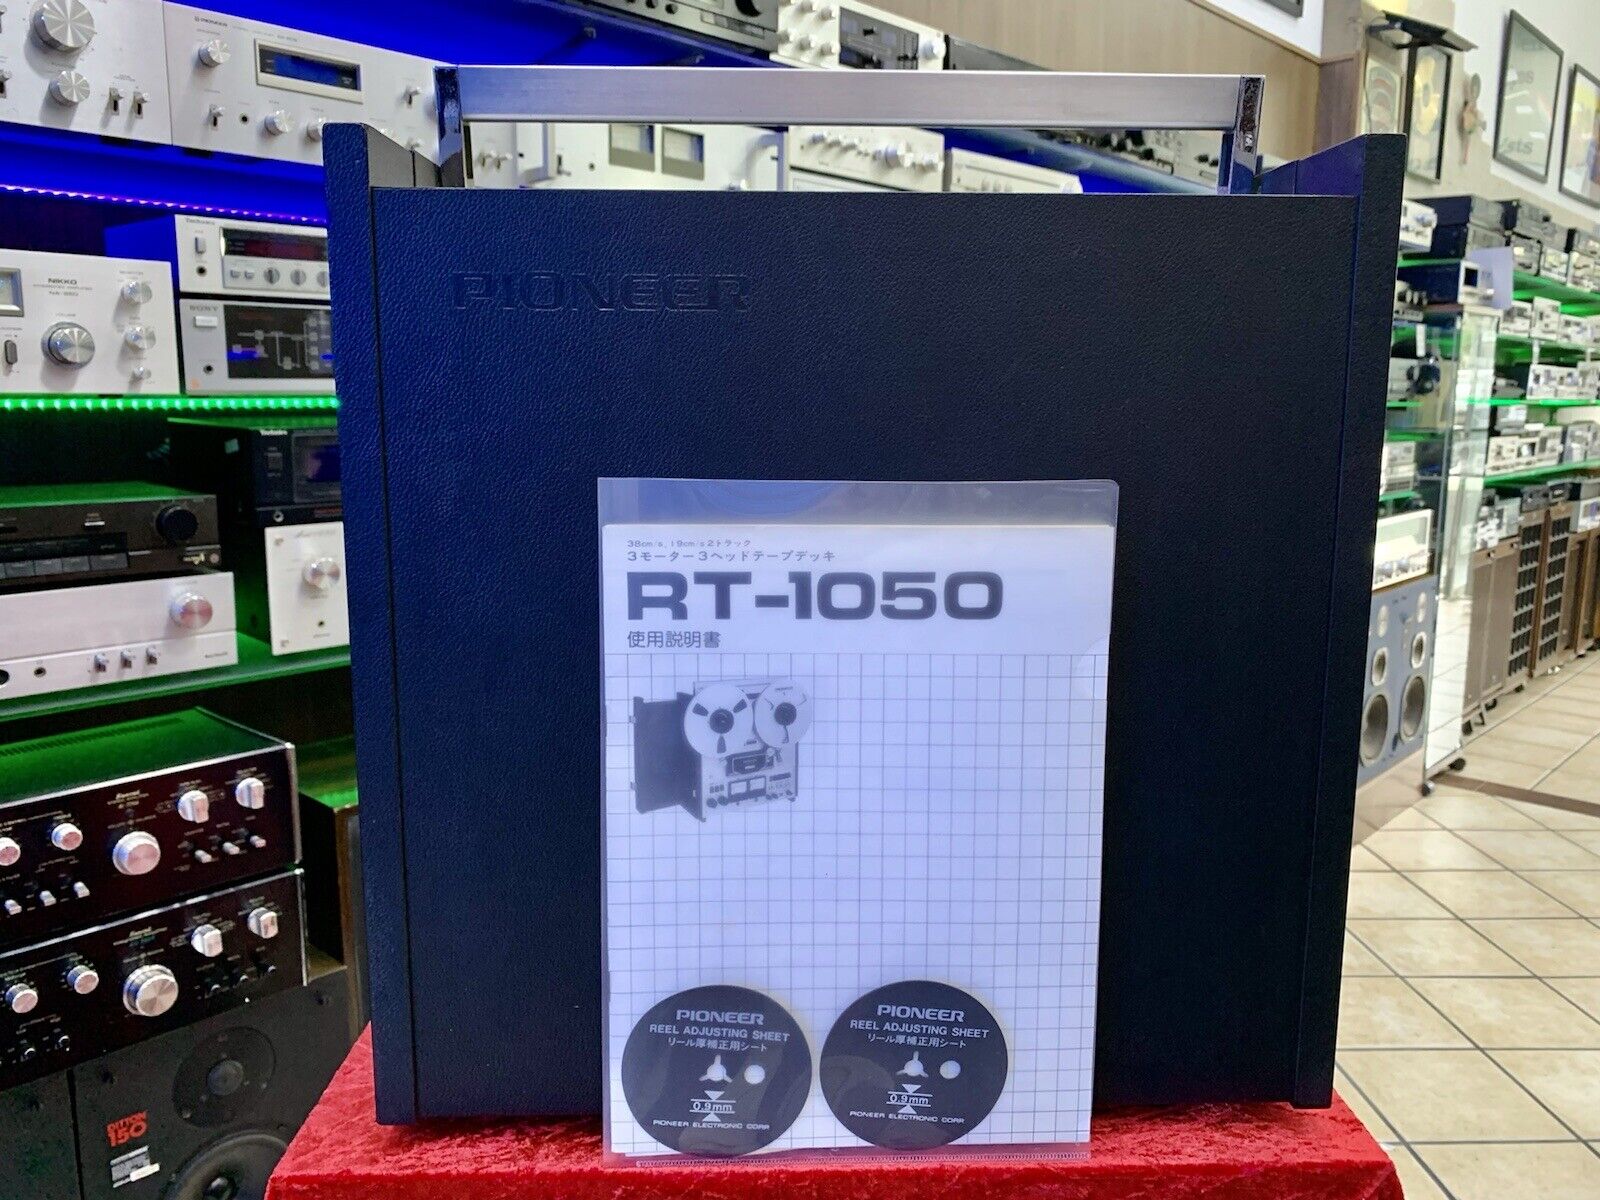 PIONEER
NIKKO
Technics
SONY
PIONEER
38cm/s, 19cm/s 2トラック
3モーター3ヘッドテープデッキ
RT-1050
使用説明書
PIONEER
REEL ADJUSTING SHEET
リール厚補正用シート
0.9mm
PIONEER ELECTRONIC CORP.
PIONEER
REEL ADJUSTING SHEET
リール厚補正用シート
0.9mm
PIONEER ELECTRONIC CORP.
DITTON
150